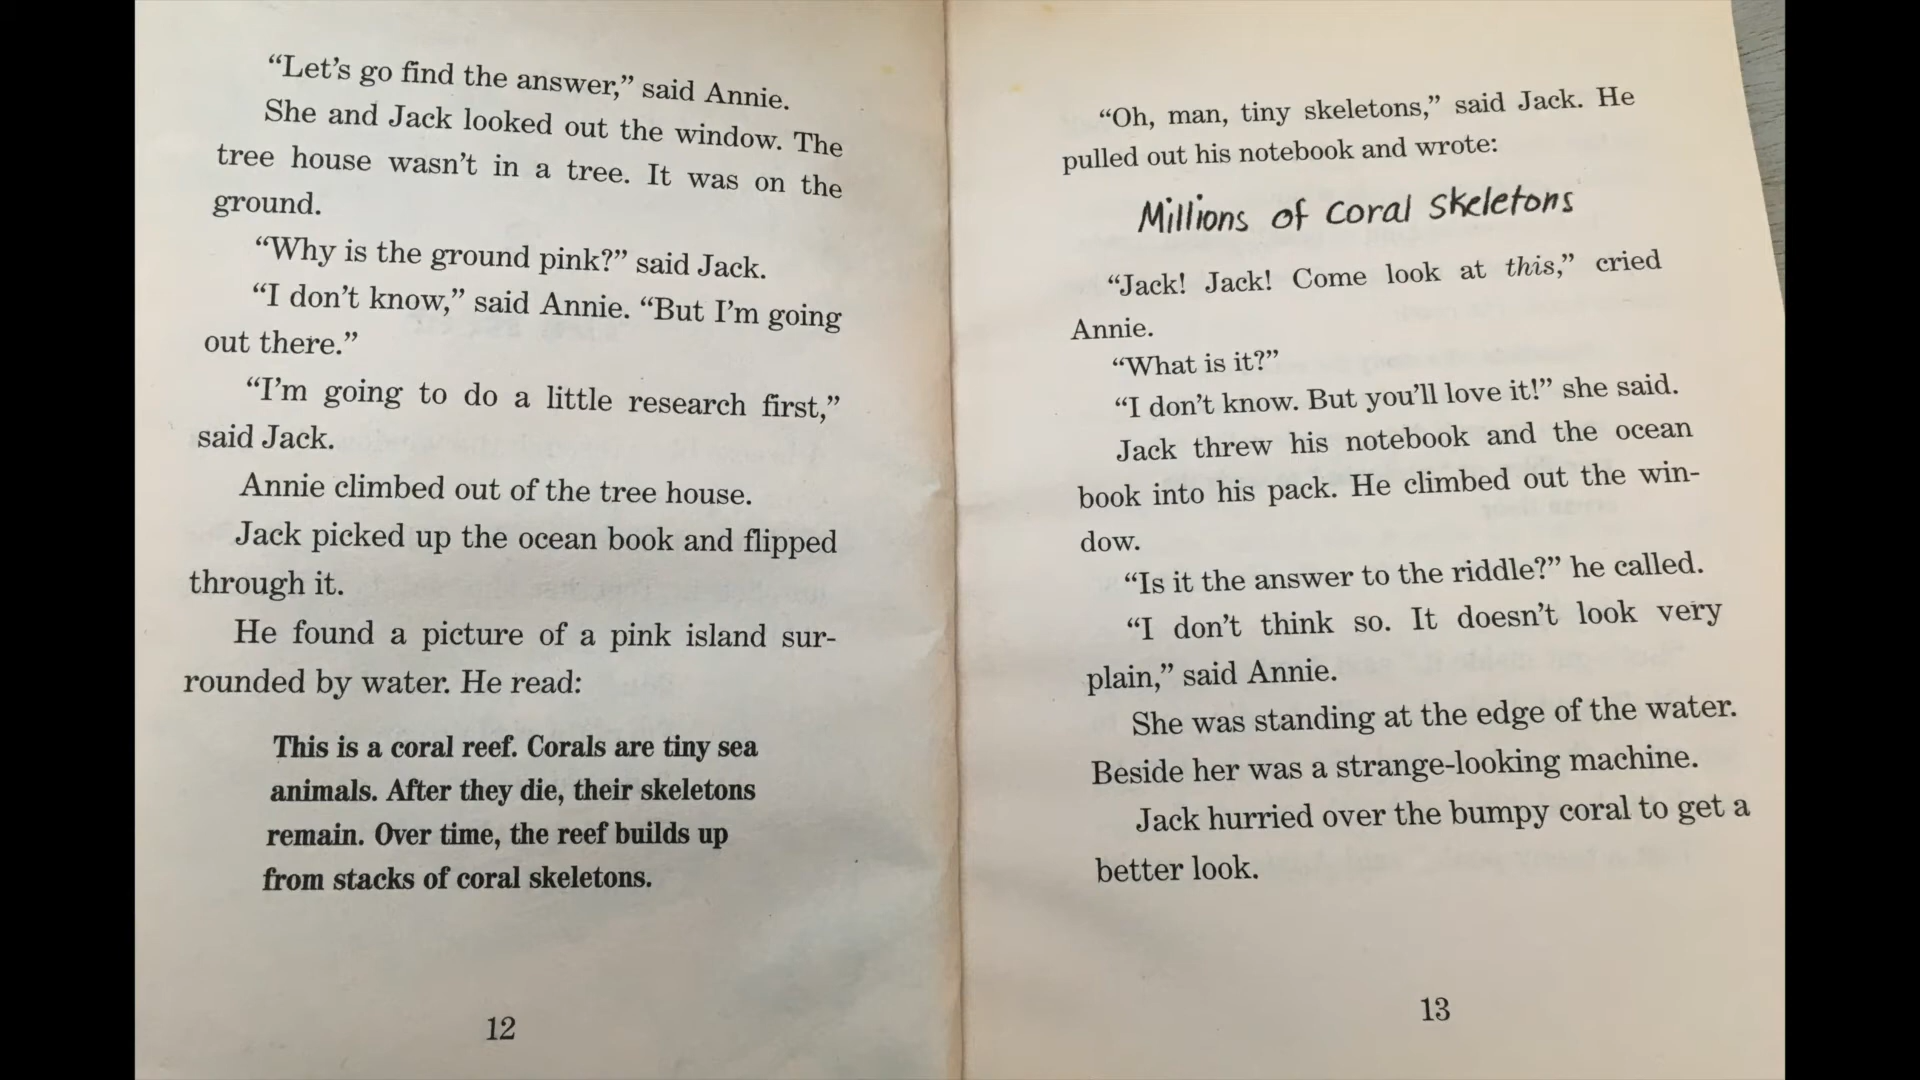 “Let’s go find the answer,” said Annie.
She and Jack looked out the window. The
tree house wasn’t in a tree. It was on the
ground.
“Why is the ground pink?” said Jack.
“I don’t know,” said Annie. “But I’m going
out there.”
“I’m going to do a little research first,”
said Jack.
Annie climbed out of the tree house.
Jack picked up the ocean book and flipped
through it.
He found a picture of a pink island sur-
rounded by water. He read:
This is a coral reef. Corals are tiny sea
animals. After they die, their skeletons
remain. Over time, the reef builds up
from stacks of coral skeletons.
12
“Oh, man, tiny skeletons,” said Jack. He
pulled out his notebook and wrote:
Millions of coral skeletons
“Jack! Jack! Come look at this,” cried
Annie.
“What is it?”
“I don’t know. But you’ll love it!” she said.
Jack threw his notebook and the ocean
book into his pack. He climbed out the win-
dow.
“Is it the answer to the riddle?” he called.
“I don’t think so. It doesn’t look very
plain,” said Annie.
She was standing at the edge of the water.
Beside her was a strange-looking machine.
Jack hurried over the bumpy coral to get a
better look.
13